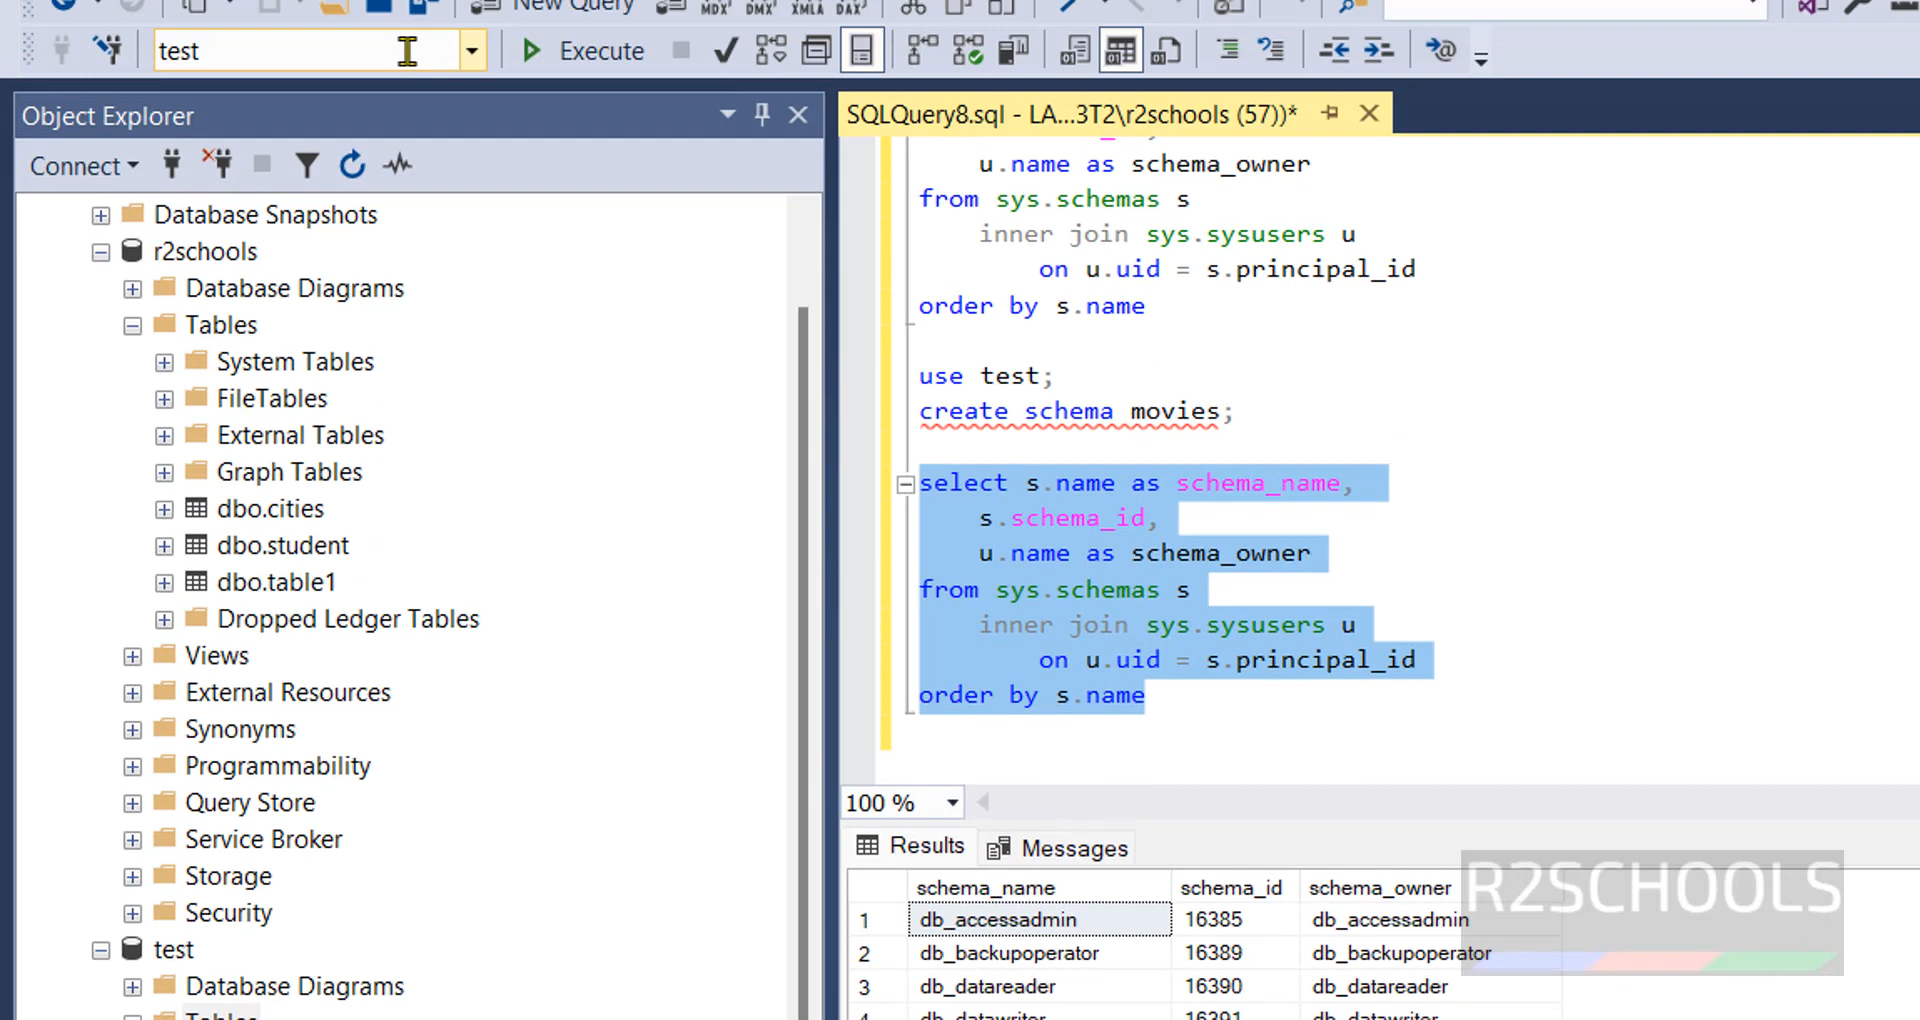 New Query
MDX DMX XMLA DAX
test
Execute
Object Explorer
Connect
Database Snapshots
r2schools
Database Diagrams
Tables
System Tables
FileTables
External Tables
Graph Tables
dbo.cities
dbo.student
dbo.table1
Dropped Ledger Tables
Views
External Resources
Synonyms
Programmability
Query Store
Service Broker
Storage
Security
test
Database Diagrams
Tables
SQLQuery8.sql - LA...3T2\r2schools (57))*
u.name as schema_owner
from sys.schemas s
inner join sys.sysusers u
on u.uid = s.principal_id
order by s.name
use test;
create schema movies;
select s.name as schema_name,
s.schema_id,
u.name as schema_owner
from sys.schemas s
inner join sys.sysusers u
on u.uid = s.principal_id
order by s.name
100 %
Results
Messages
schema_name schema_id schema_owner
1 db_accessadmin 16385 db_accessadmin
2 db_backupoperator 16389 db_backupoperator
3 db_datareader 16390 db_datareader
4 db_datawriter 16391 db_datawriter
R2SCHOOLS